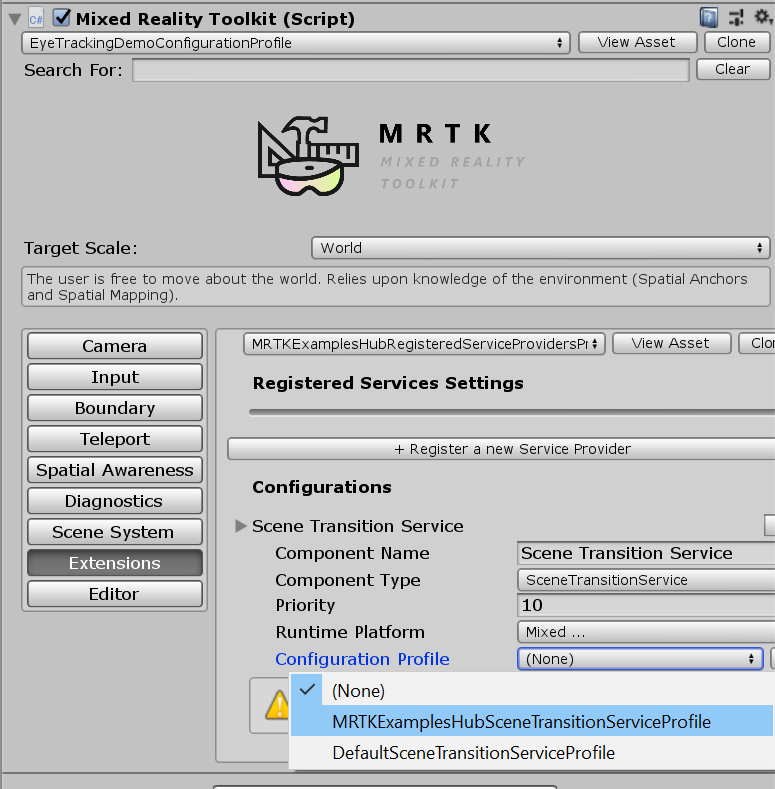 Mixed Reality Toolkit (Script)
EyeTrackingDemoConfigurationProfile
View Asset
Clone
Search For:
Clear
MRTK
MIXED REALITY
TOOLKIT
Target Scale:
World
The user is free to move about the world. Relies upon knowledge of the environment (Spatial Anchors
and Spatial Mapping).
Camera
Input
Boundary
Teleport
Spatial Awareness
Diagnostics
Scene System
Extensions
Editor
MRTKExamplesHubRegisteredServiceProvidersPr
View Asset
Clo
Registered Services Settings
+ Register a new Service Provider
Configurations
Scene Transition Service
Component Name
Scene Transition Service
Component Type
SceneTransitionService
Priority
10
Runtime Platform
Mixed ...
Configuration Profile
(None)
(None)
MRTKExamplesHubSceneTransitionServiceProfile
DefaultSceneTransitionServiceProfile